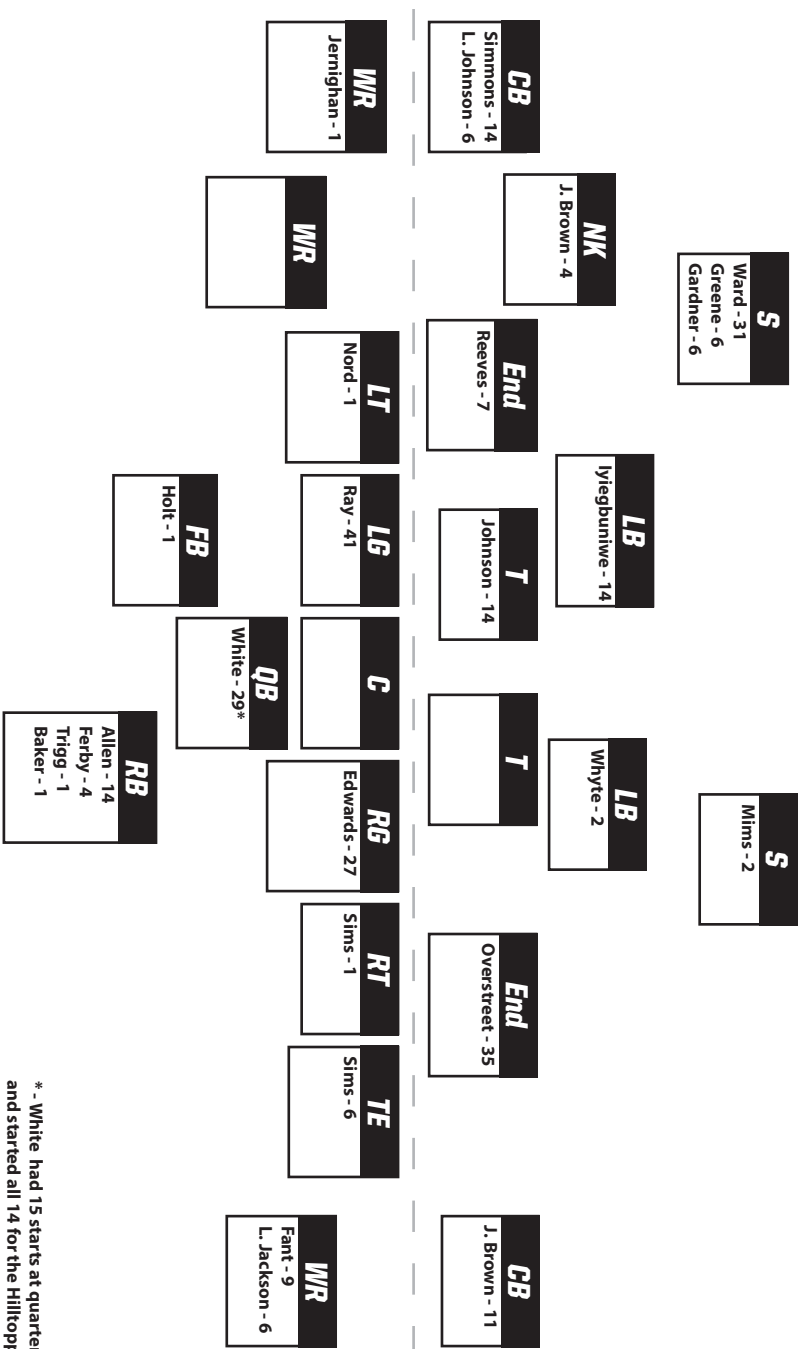 S
Ward - 31
Greene - 6
Gardner - 6
S
Mims - 2
NK
J. Brown - 4
LB
Iyiegbuniwe - 14
LB
Whyte - 2
CB
Simmons - 14
L. Johnson - 6
End
Reeves - 7
T
Johnson - 14
T
End
Overstreet - 35
CB
J. Brown - 11
WR
Jernighan - 1
WR
LT
Nord - 1
LG
Ray - 41
C
RG
Edwards - 27
RT
Sims - 1
TE
Sims - 6
WR
Fant - 9
L. Jackson - 6
QB
White - 29*
FB
Holt - 1
RB
Allen - 14
Ferby - 4
Trigg - 1
Baker - 1
* - White had 15 starts at quarter
and started all 14 for the Hilltopp